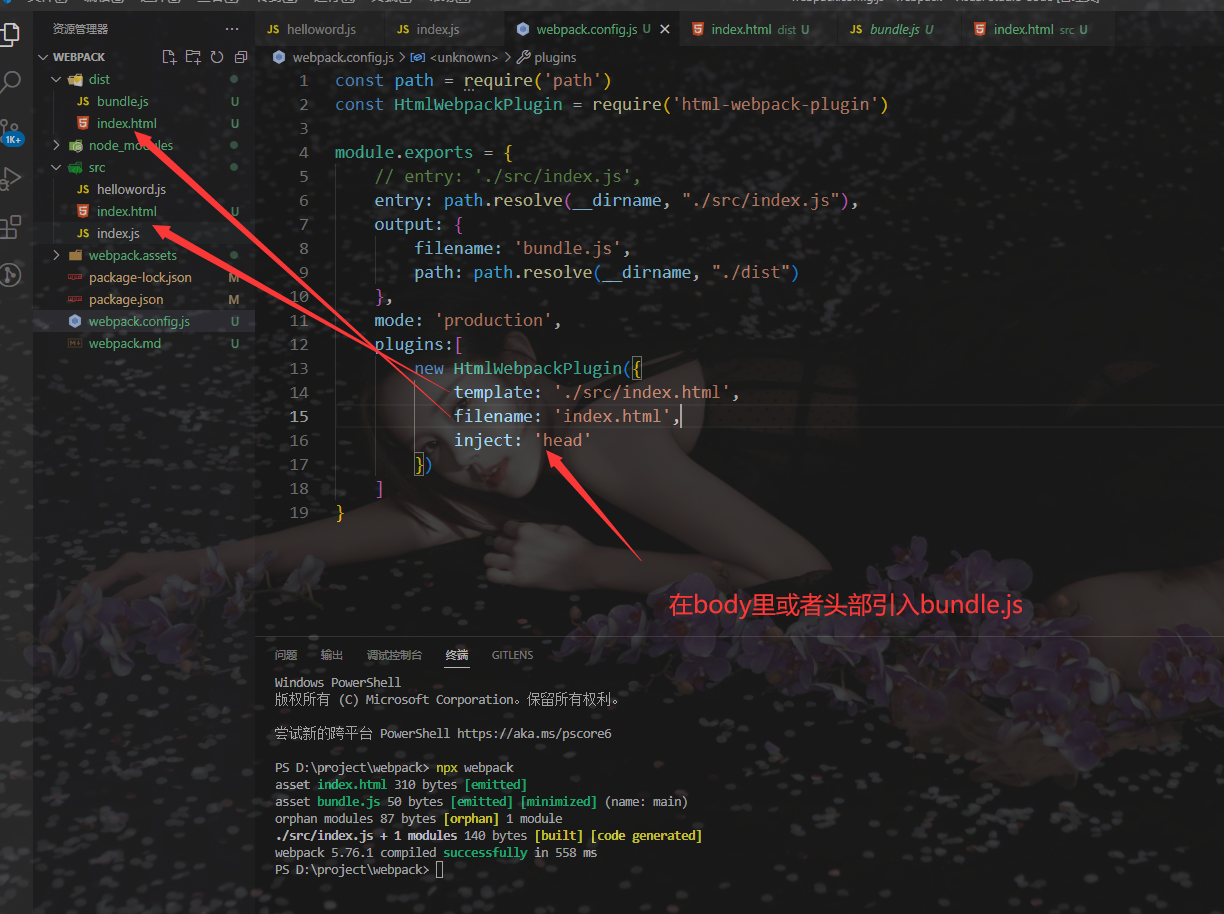 资源管理器 ···
JS helloword.js JS index.js webpack.config.js U × index.html dist U JS bundle.js U index.html src U
WEBPACK
webpack.config.js > <unknown> > plugins
dist
JS bundle.js U
index.html U
node_modules
src
JS helloword.js
index.html U
JS index.js
webpack.assets
package-lock.json M
package.json M
webpack.config.js U
webpack.md U
1K+
1 const path = require('path')
2 const HtmlWebpackPlugin = require('html-webpack-plugin')
3
4 module.exports = {
5 // entry: './src/index.js',
6 entry: path.resolve(__dirname, "./src/index.js"),
7 output: {
8 filename: 'bundle.js',
9 path: path.resolve(__dirname, "./dist")
10 },
11 mode: 'production',
12 plugins:[
13 new HtmlWebpackPlugin({
14 template: './src/index.html',
15 filename: 'index.html',
16 inject: 'head'
17 })
18 ]
19 }
在body里或者头部引入bundle.js
问题 输出 调试控制台 终端 GITLENS
Windows PowerShell
版权所有 (C) Microsoft Corporation。保留所有权利。
尝试新的跨平台 PowerShell https://aka.ms/pscore6
PS D:\project\webpack> npx webpack
asset index.html 310 bytes [emitted]
asset bundle.js 50 bytes [emitted] [minimized] (name: main)
orphan modules 87 bytes [orphan] 1 module
./src/index.js + 1 modules 140 bytes [built] [code generated]
webpack 5.76.1 compiled successfully in 558 ms
PS D:\project\webpack>